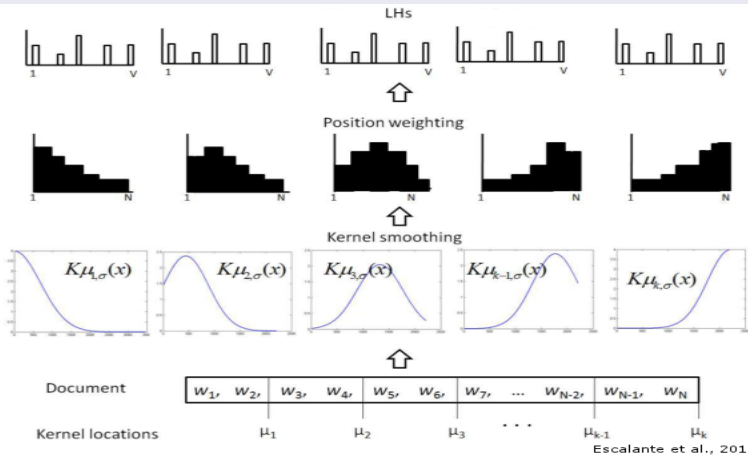 LHs
1 V 1 V 1 V 1 V 1 V
Position weighting
1 N 1 N 1 N 1 N 1 N
Kernel smoothing
Kμ1,σ(x) Kμ2,σ(x) Kμ3,σ(x) Kμk−1,σ(x) Kμk,σ(x)
Document w1, w2, w3, w4, w5, w6, w7, ... wN-2, wN-1, wN
Kernel locations μ1 μ2 μ3 · · · μk-1 μk
Escalante et al., 201